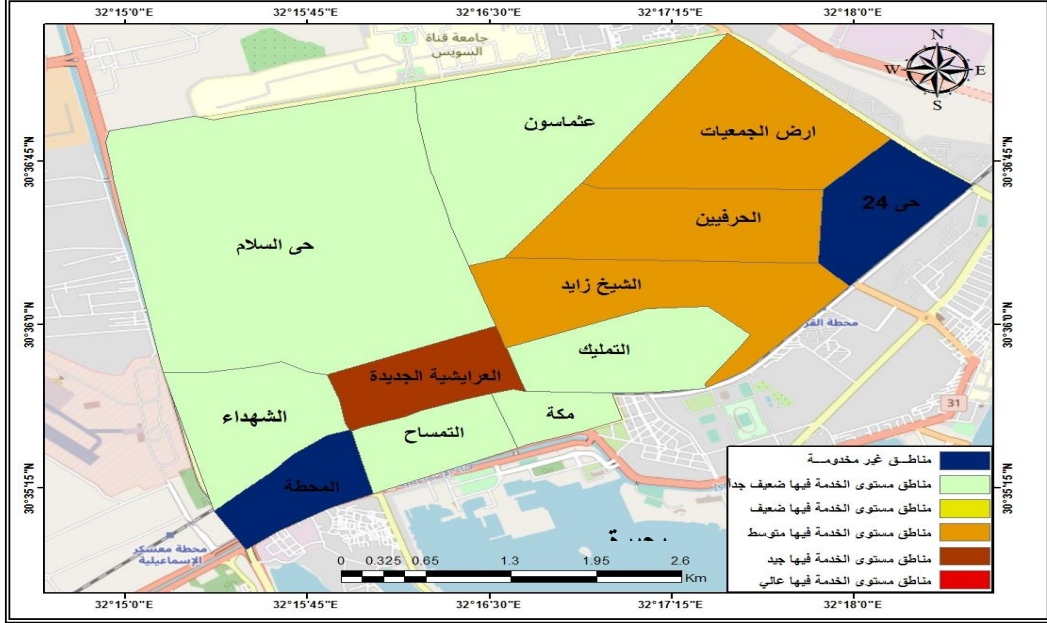 32°15'0"E
32°15'45"E
32°16'30"E
32°17'15"E
32°18'0"E
جامعة قناة
السويس
N
W
E
S
عثماسون
ارض الجمعيات
30°36'45"N
30°36'45"N
حى 24
الحرفيين
حى السلام
الشيخ زايد
30°36'0"N
30°36'0"N
محطة
التمليك
العرايشية الجديدة
الشهداء
مكة
التمساح
31
المحطة
30°35'15"N
30°35'15"N
محطة معسكر
الإسماعيلية
مناطـق غير مخدومـــة
مناطق مستوى الخدمة فيها ضعيف جدا
مناطق مستوى الخدمة فيها ضعيف
مناطق مستوى الخدمة فيها متوسط
مناطق مستوى الخدمة فيها جيد
مناطق مستوى الخدمة فيها عالي
0 0.325 0.65 1.3 1.95 2.6
Km
32°15'0"E
32°15'45"E
32°16'30"E
32°17'15"E
32°18'0"E